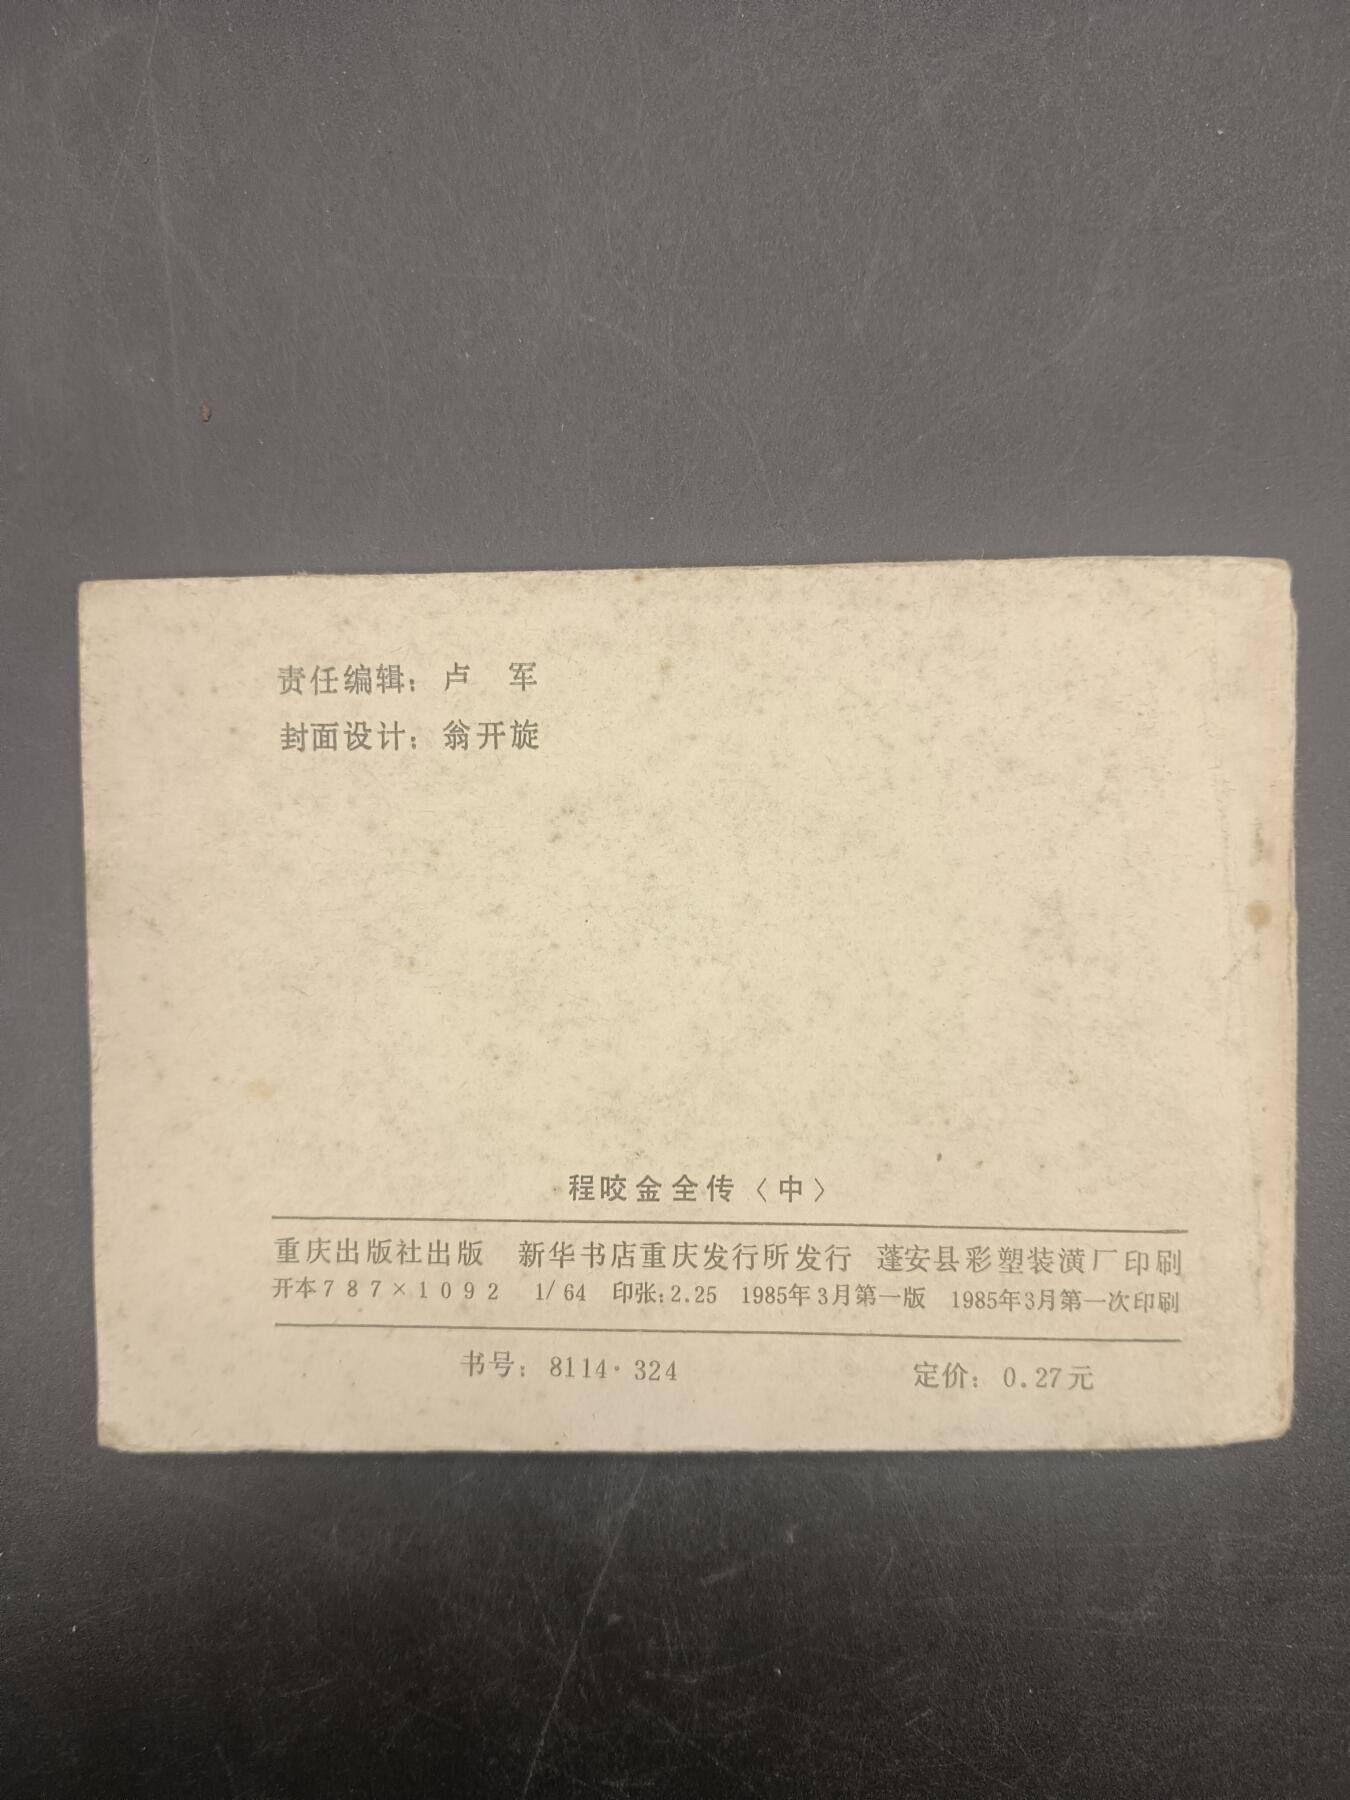 责任编辑：卢　军
封面设计：翁开旋
程咬金全传〈中〉
重庆出版社出版　新华书店重庆发行所发行　蓬安县彩塑装潢厂印刷
开本787×1092　1/64　印张：2.25　1985年3月第一版　1985年3月第一次印刷
书号：8114·324　定价：0.27元